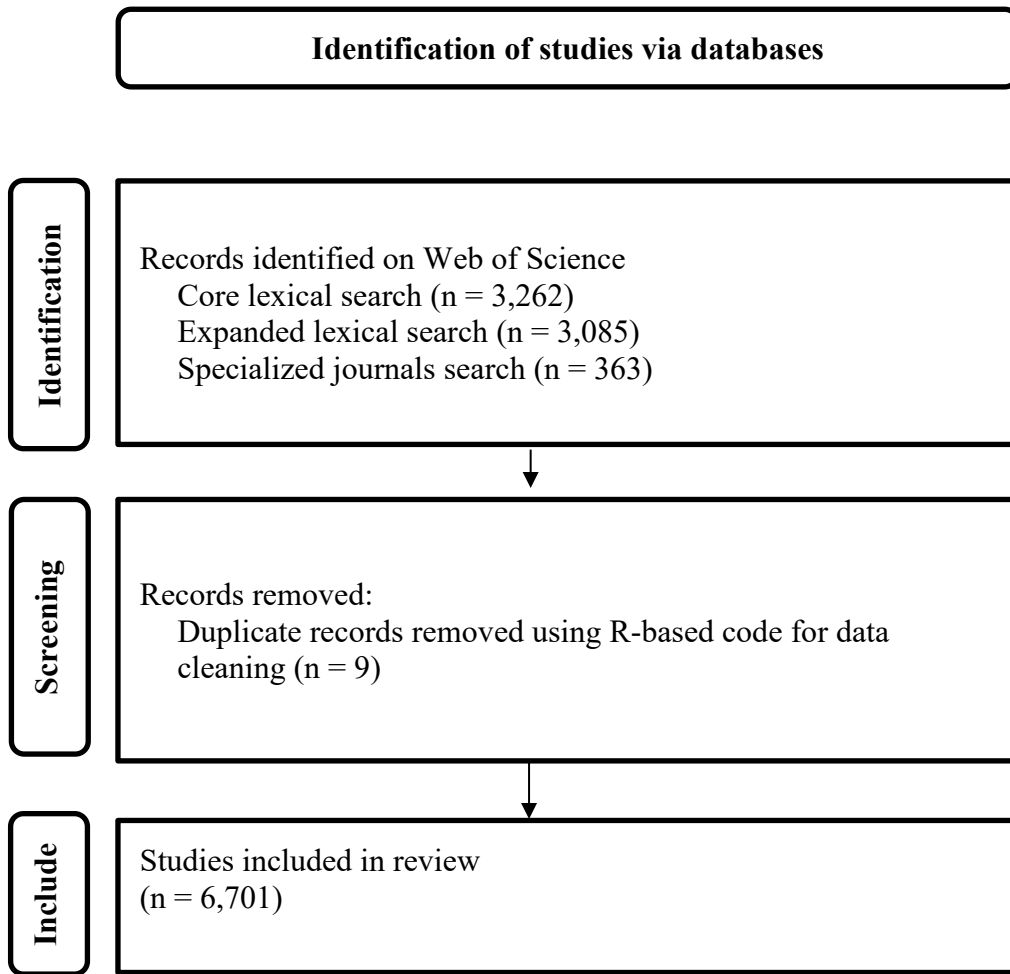 Identification of studies via databases
Identification
Records identified on Web of Science
Core lexical search (n = 3,262)
Expanded lexical search (n = 3,085)
Specialized journals search (n = 363)
Screening
Records removed:
Duplicate records removed using R-based code for data
cleaning (n = 9)
Include
Studies included in review
(n = 6,701)